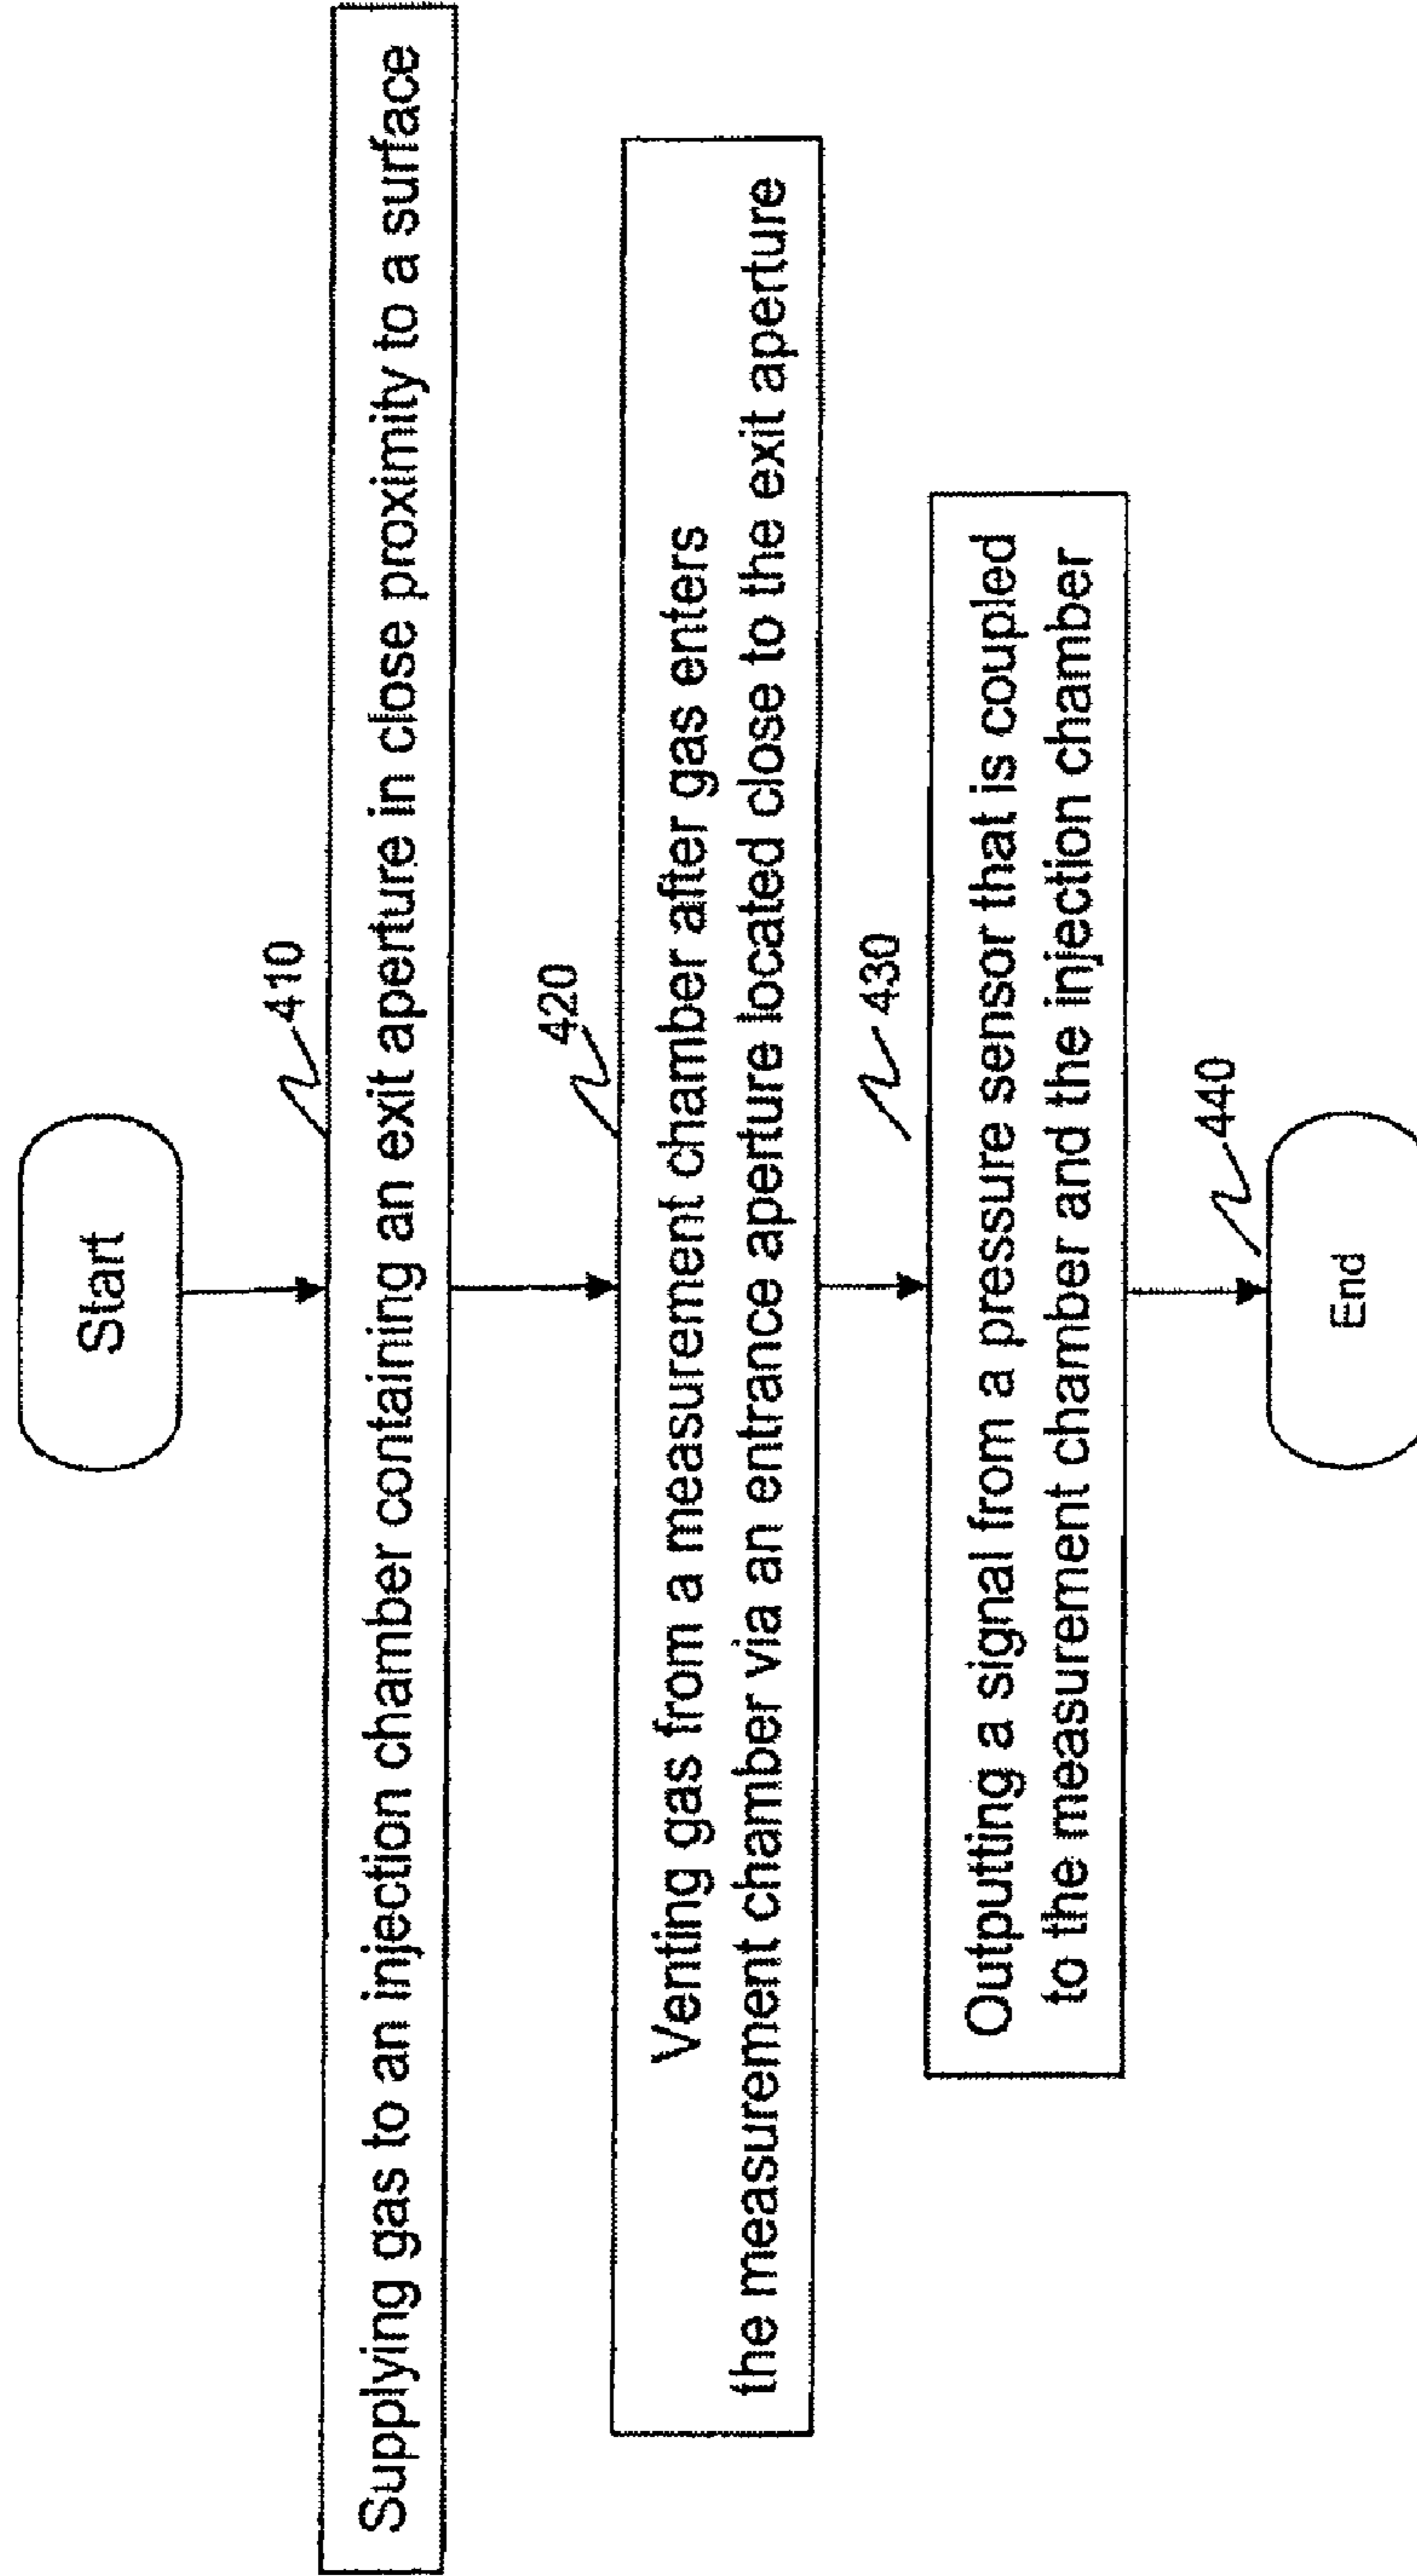 Start
410
Supplying gas to an injection chamber containing an exit aperture in close proximity to a surface
420
Venting gas from a measurement chamber after gas enters
the measurement chamber via an entrance aperture located close to the exit aperture
430
Outputting a signal from a pressure sensor that is coupled
to the measurement chamber and the injection chamber
440
End